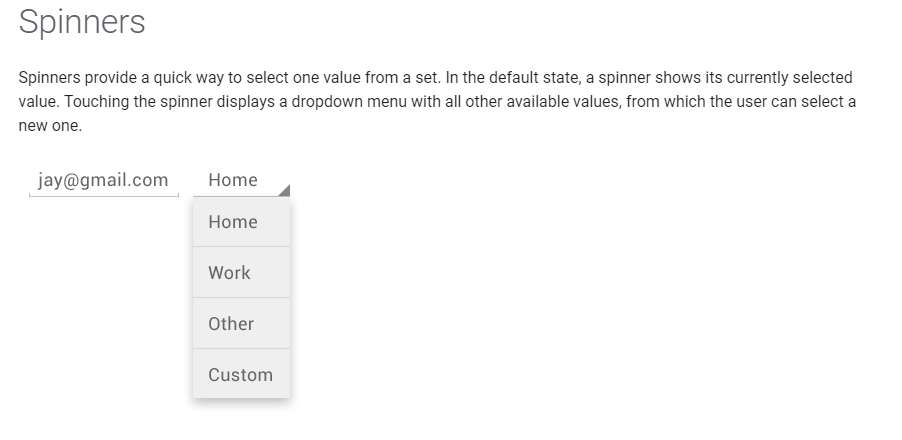 Spinners
Spinners provide a quick way to select one value from a set. In the default state, a spinner shows its currently selected
value. Touching the spinner displays a dropdown menu with all other available values, from which the user can select a
new one.
jay@gmail.com Home
Home
Work
Other
Custom